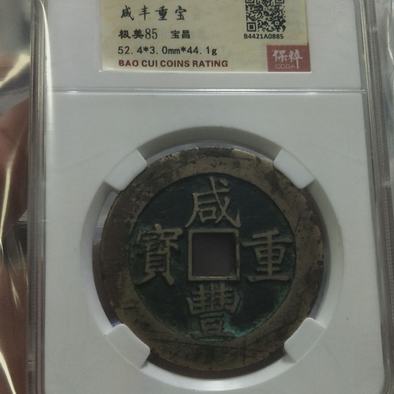 咸丰重宝
极美85 宝昌
52.4*3.0mm*44.1g
BAO CUI COINS RATING
B4421A0885
保粹
咸
豐
重
寶